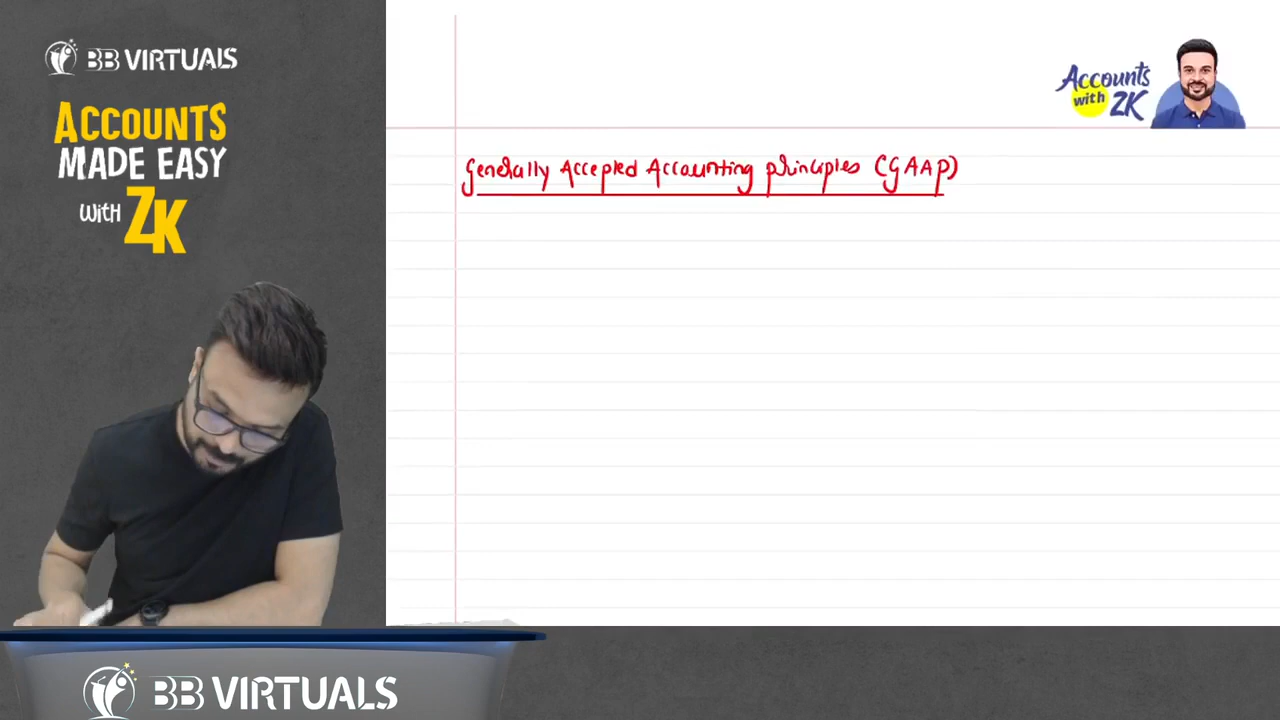 BB VIRTUALS
ACCOUNTS
MADE EASY
WITH ZK
Accounts
with ZK
Generally Accepted Accounting principles (GAAP)
BB VIRTUALS